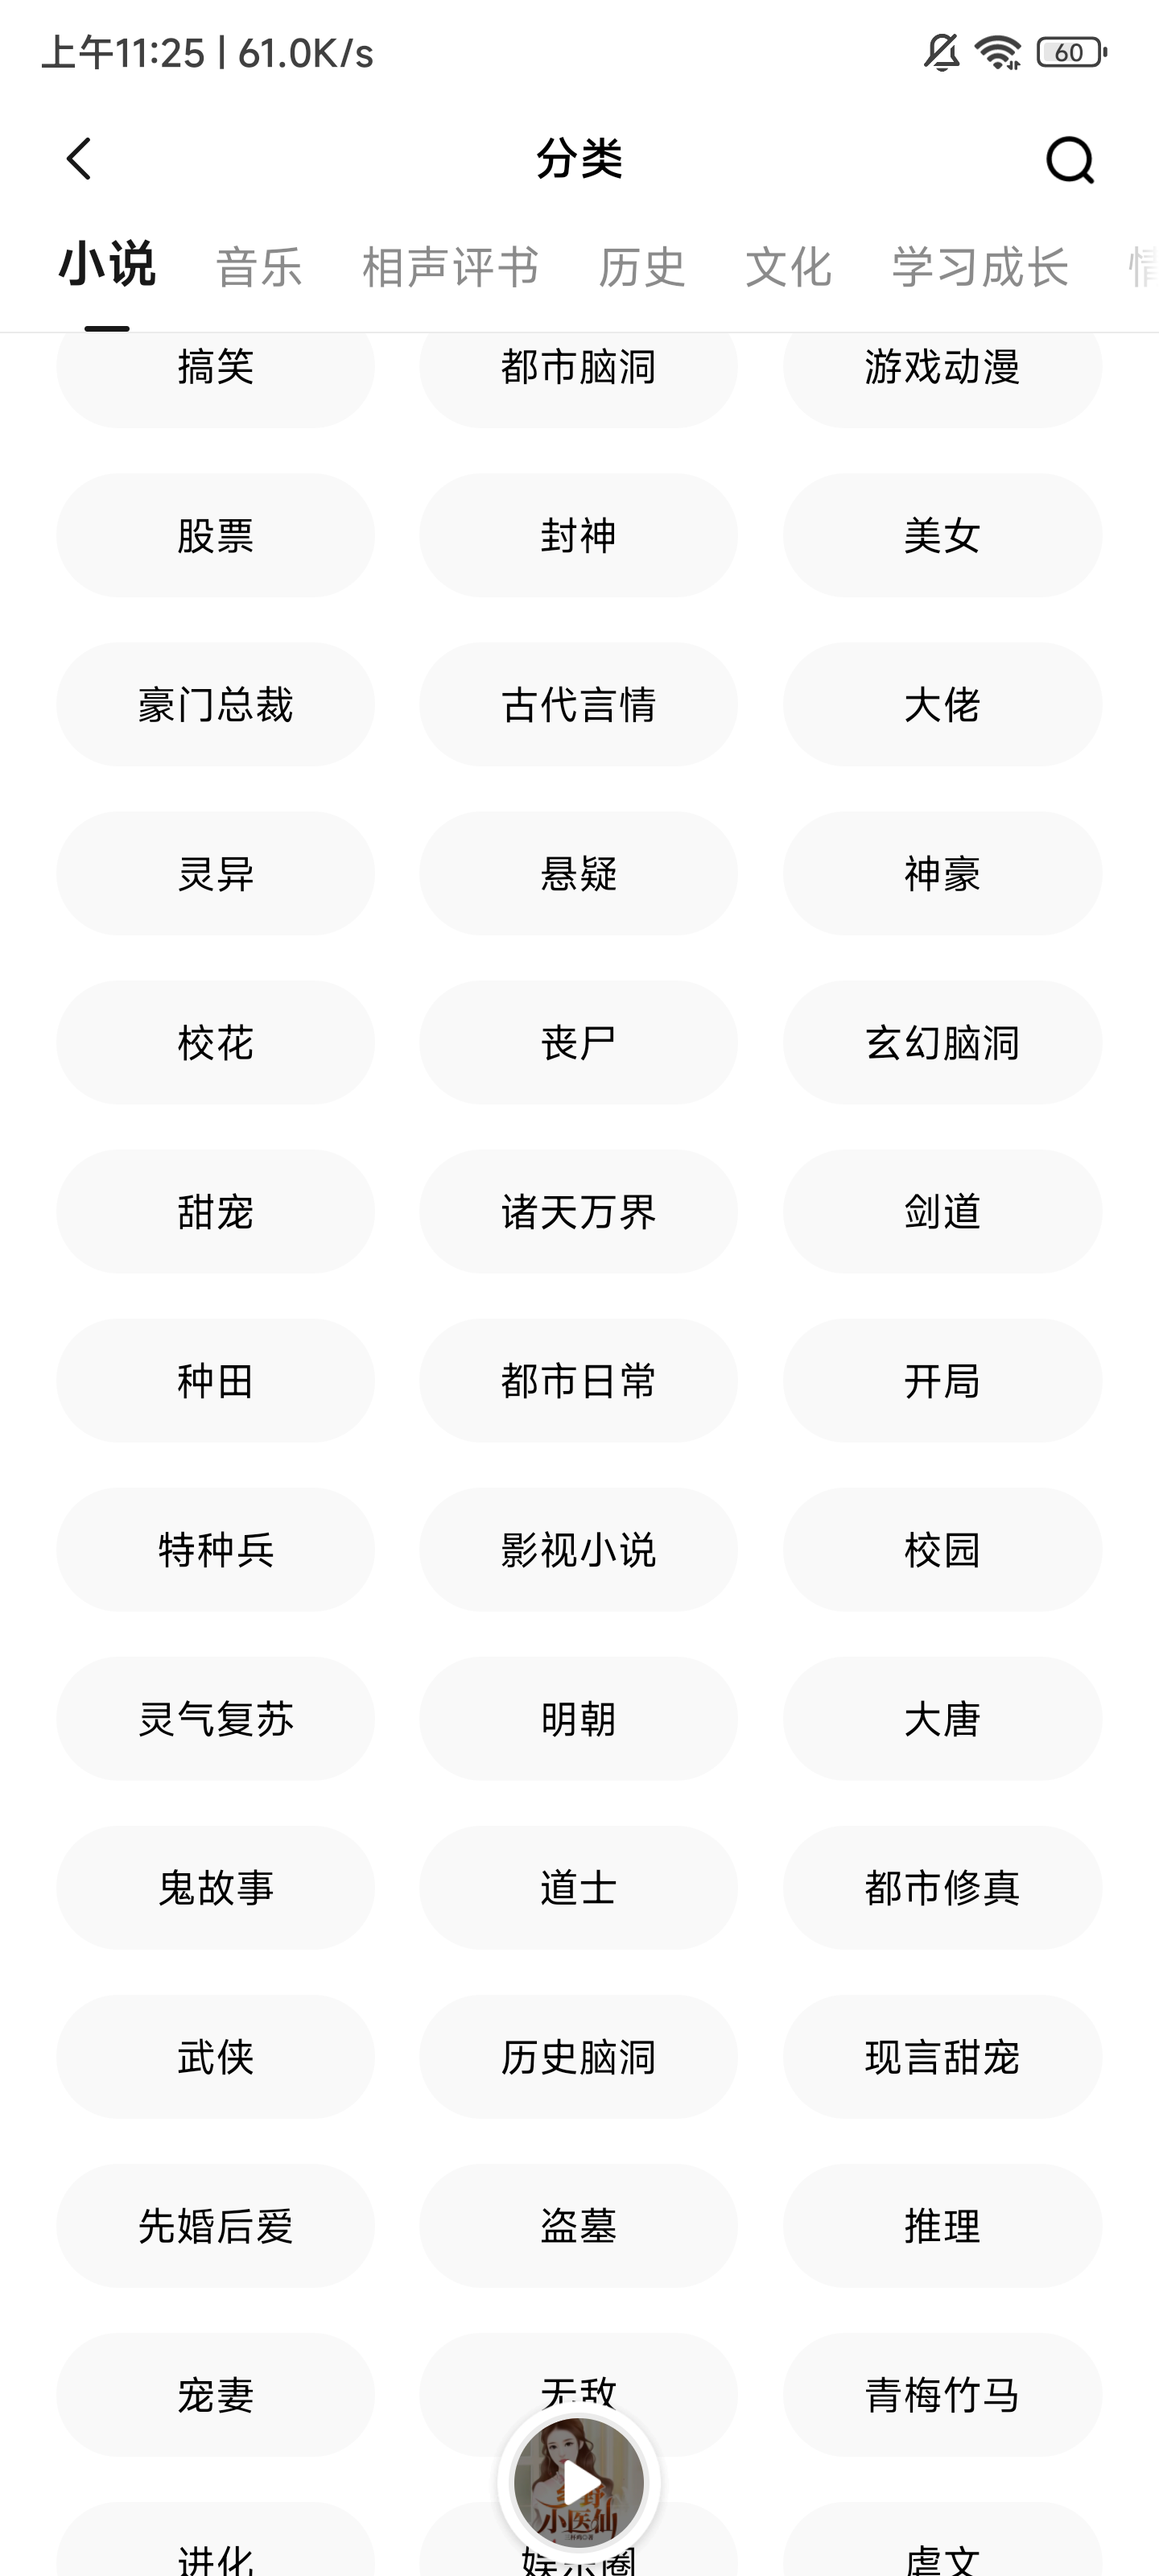 上午11:25 | 61.0K/s 60
分类
小说 音乐 相声评书 历史 文化 学习成长
搞笑 都市脑洞 游戏动漫
股票 封神 美女
豪门总裁 古代言情 大佬
灵异 悬疑 神豪
校花 丧尸 玄幻脑洞
甜宠 诸天万界 剑道
种田 都市日常 开局
特种兵 影视小说 校园
灵气复苏 明朝 大唐
鬼故事 道士 都市修真
武侠 历史脑洞 现言甜宠
先婚后爱 盗墓 推理
宠妻 无敌 青梅竹马
小医仙
进化 娱乐圈 虐文